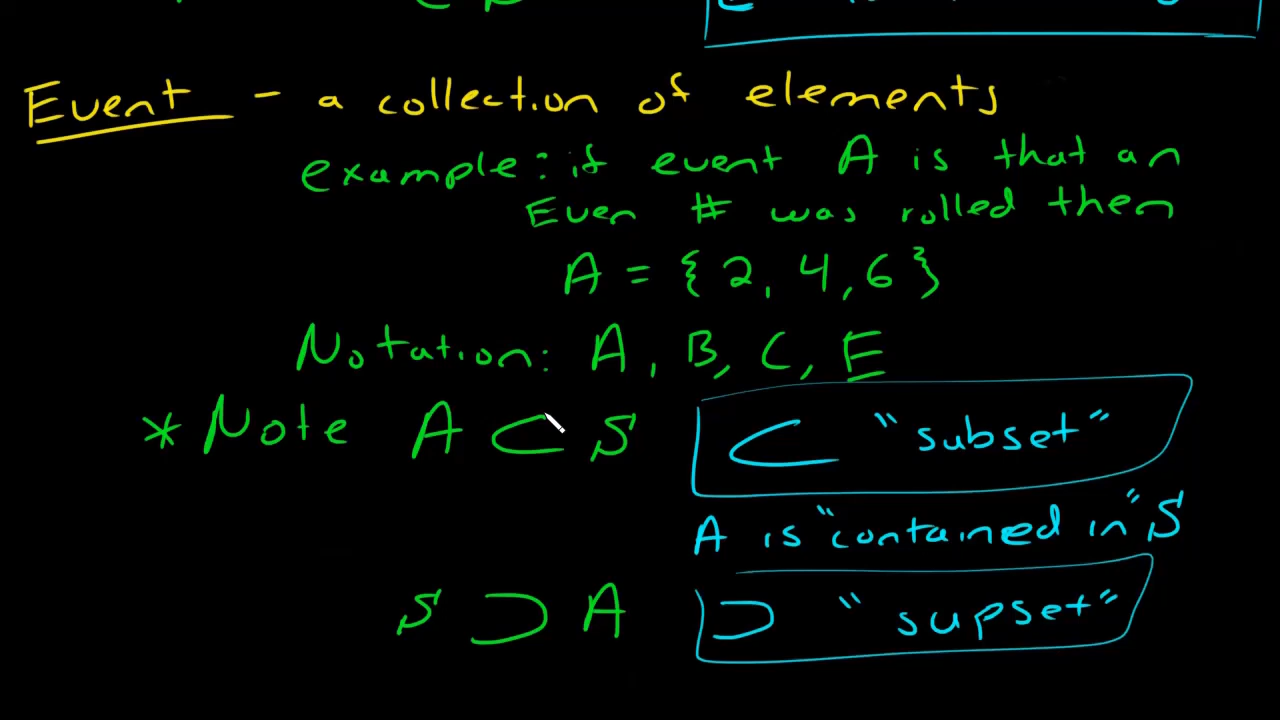 Event - a collection of elements
example: if event A is that an
Even # was rolled then
A = {2, 4, 6}
Notation: A, B, C, E
* Note A ⊂ S ⊂ "subset"
A is "contained in" S
S ⊃ A ⊃ "supset"